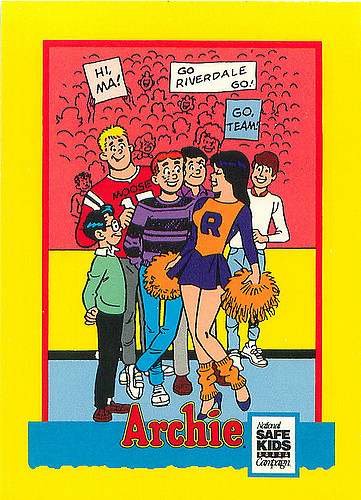 HI,
MA!
GO
RIVERDALE
GO!
GO,
TEAM!
MOOSE
R
Archie
National
SAFE
KIDS
Campaign